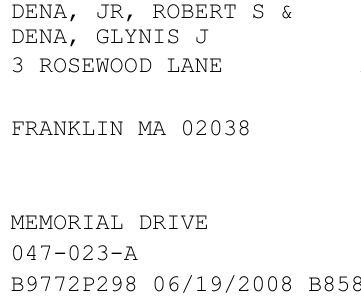 DENA, JR, ROBERT S &
DENA, GLYNIS J
3 ROSEWOOD LANE
FRANKLIN MA 02038
MEMORIAL DRIVE
047-023-A
B9772P298 06/19/2008 B858